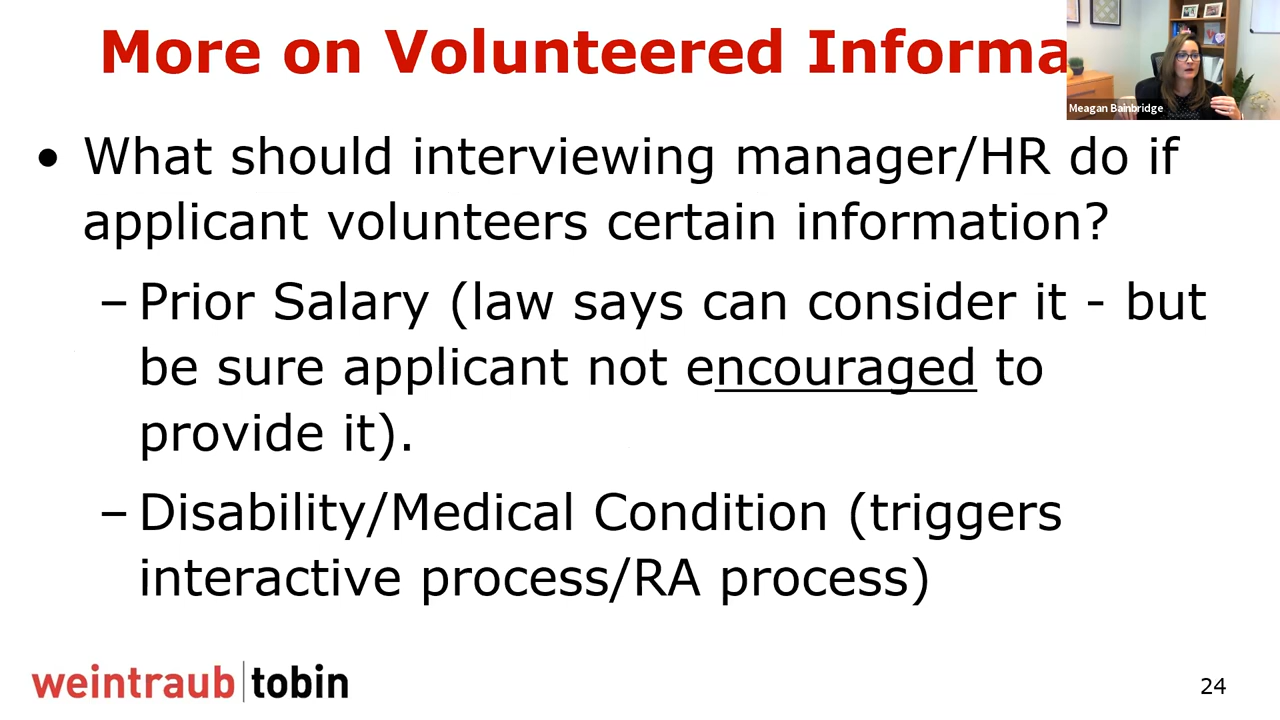 More on Volunteered Informa
Meagan Bainbridge
• What should interviewing manager/HR do if
applicant volunteers certain information?
– Prior Salary (law says can consider it - but
be sure applicant not encouraged to
provide it).
– Disability/Medical Condition (triggers
interactive process/RA process)
weintraub tobin
24